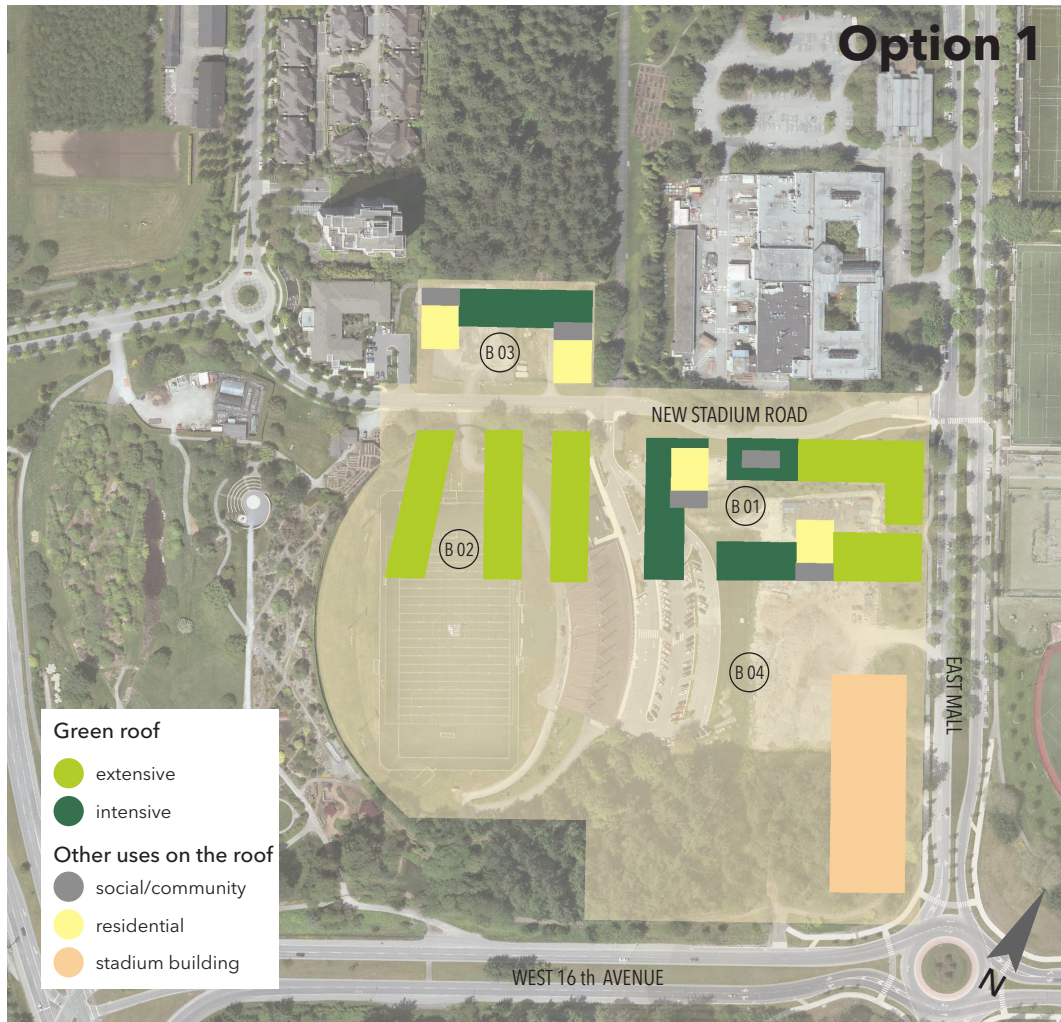 Option 1
B 03
NEW STADIUM ROAD
B 01
B 02
B 04
EAST MALL
Green roof
extensive
intensive
Other uses on the roof
social/community
residential
stadium building
WEST 16 th AVENUE
N